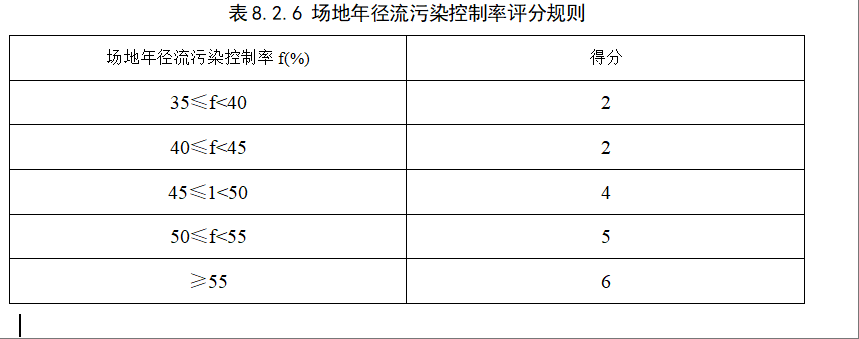 表8.2.6 场地年径流污染控制率评分规则
场地年径流污染控制率 f(%) 得分
35≤f<40 2
40≤f<45 2
45≤1<50 4
50≤f<55 5
≥55 6